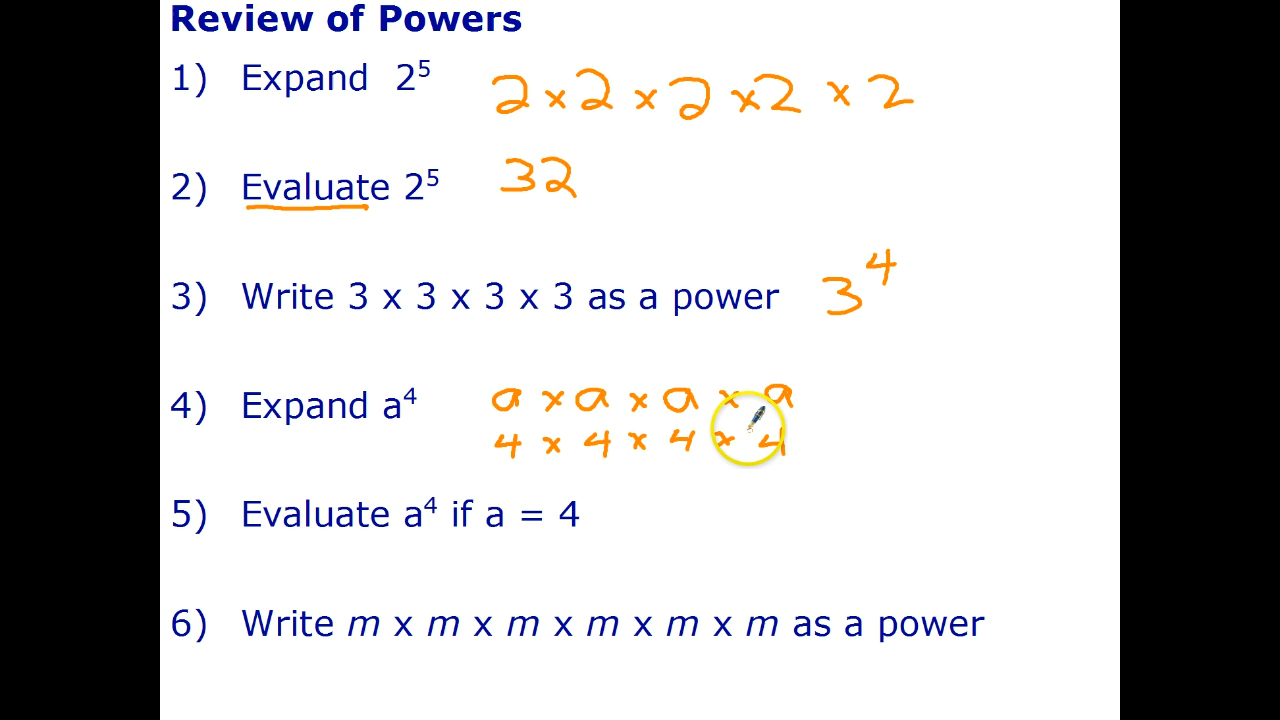 Review of Powers
1) Expand 2⁵ 2 × 2 × 2 × 2 × 2
2) Evaluate 2⁵ 32
3) Write 3 x 3 x 3 x 3 as a power 3⁴
4) Expand a⁴ a × a × a × a
4 × 4 × 4 × 4
5) Evaluate a⁴ if a = 4
6) Write m x m x m x m x m x m as a power